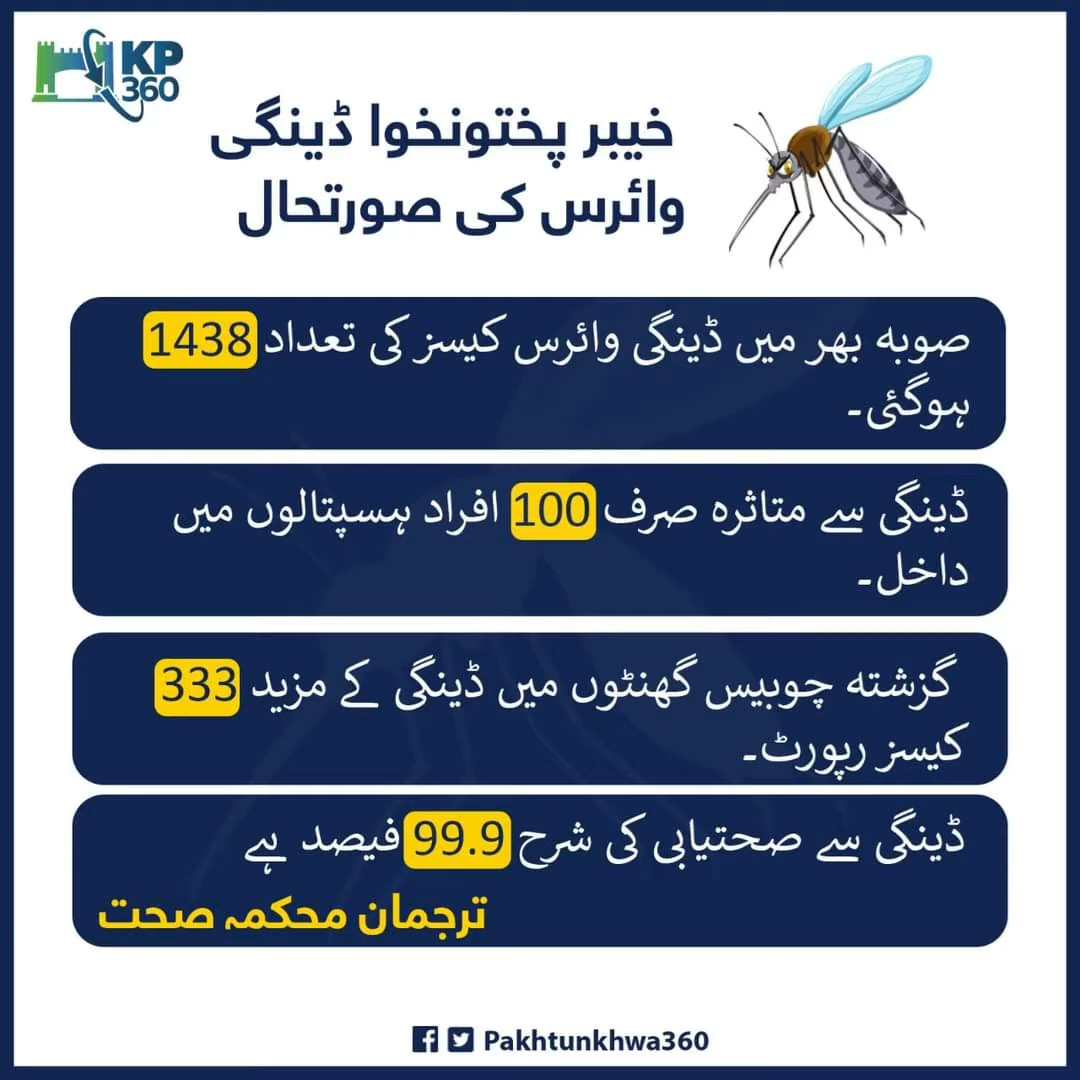 KP
360
خیبر پختونخوا ڈینگی
وائرس کی صورتحال
صوبہ بھر میں ڈینگی وائرس کیسز کی تعداد 1438
ہوگئی۔
ڈینگی سے متاثرہ صرف 100 افراد ہسپتالوں میں
داخل۔
گزشتہ چوبیس گھنٹوں میں ڈینگی کے مزید 333
کیسز رپورٹ۔
ڈینگی سے صحتیابی کی شرح 99.9 فیصد ہے
ترجمان محکمہ صحت
Pakhtunkhwa360